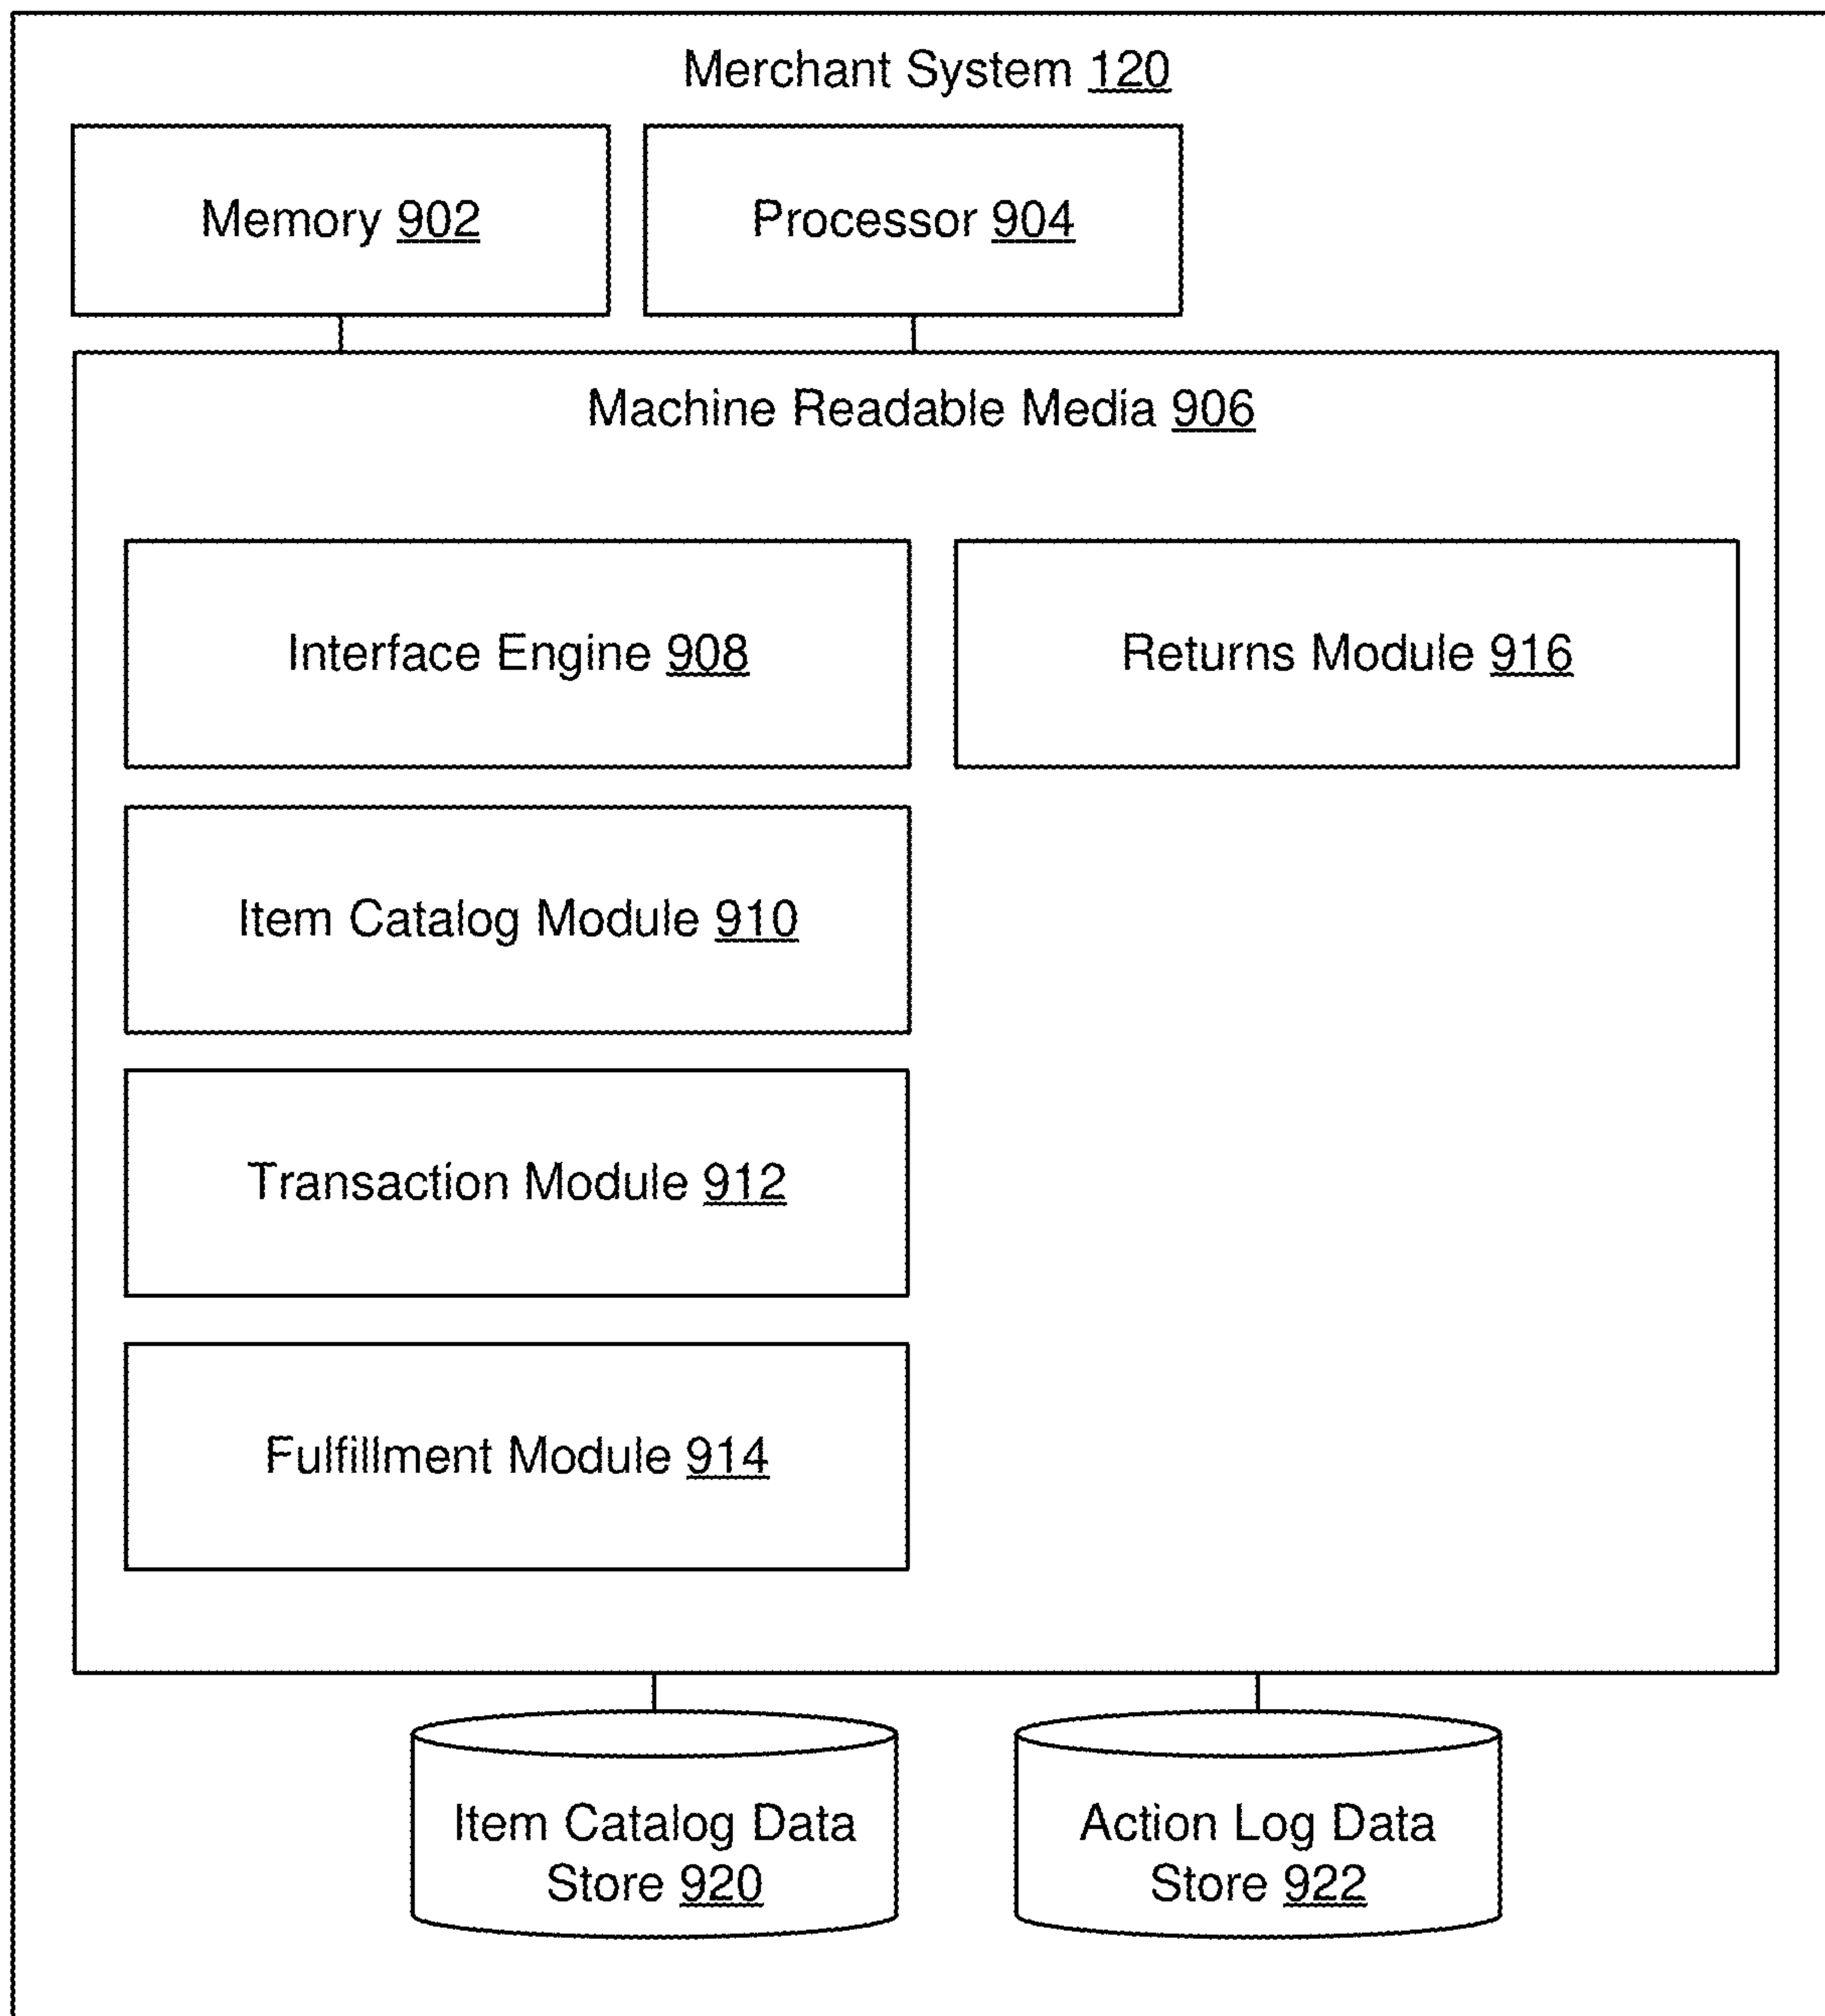 Merchant System 120
Memory 902
Processor 904
Machine Readable Media 906
Interface Engine 908
Returns Module 916
Item Catalog Module 910
Transaction Module 912
Fulfillment Module 914
Item Catalog Data
Store 920
Action Log Data
Store 922